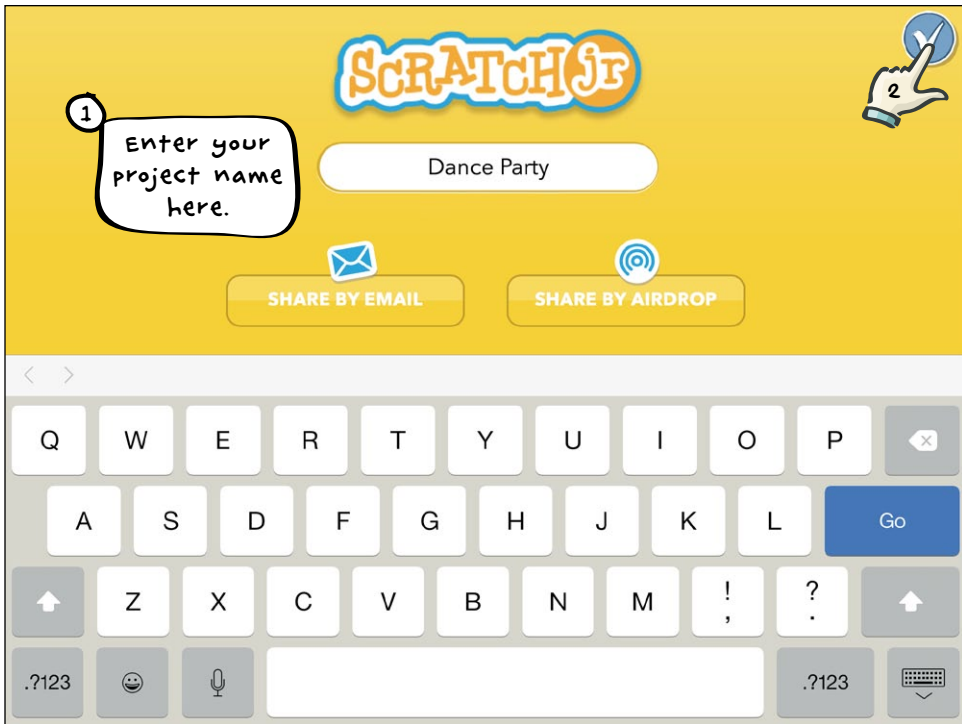 SCRATCHJr
1
Enter your
project name
here.
2
Dance Party
SHARE BY EMAIL
SHARE BY AIRDROP
Q W E R T Y U I O P
A S D F G H J K L Go
Z X C V B N M ! , ? .
.?123 .?123